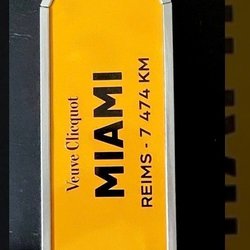 Veuve Clicquot
MIAMI
REIMS - 7 474 KM